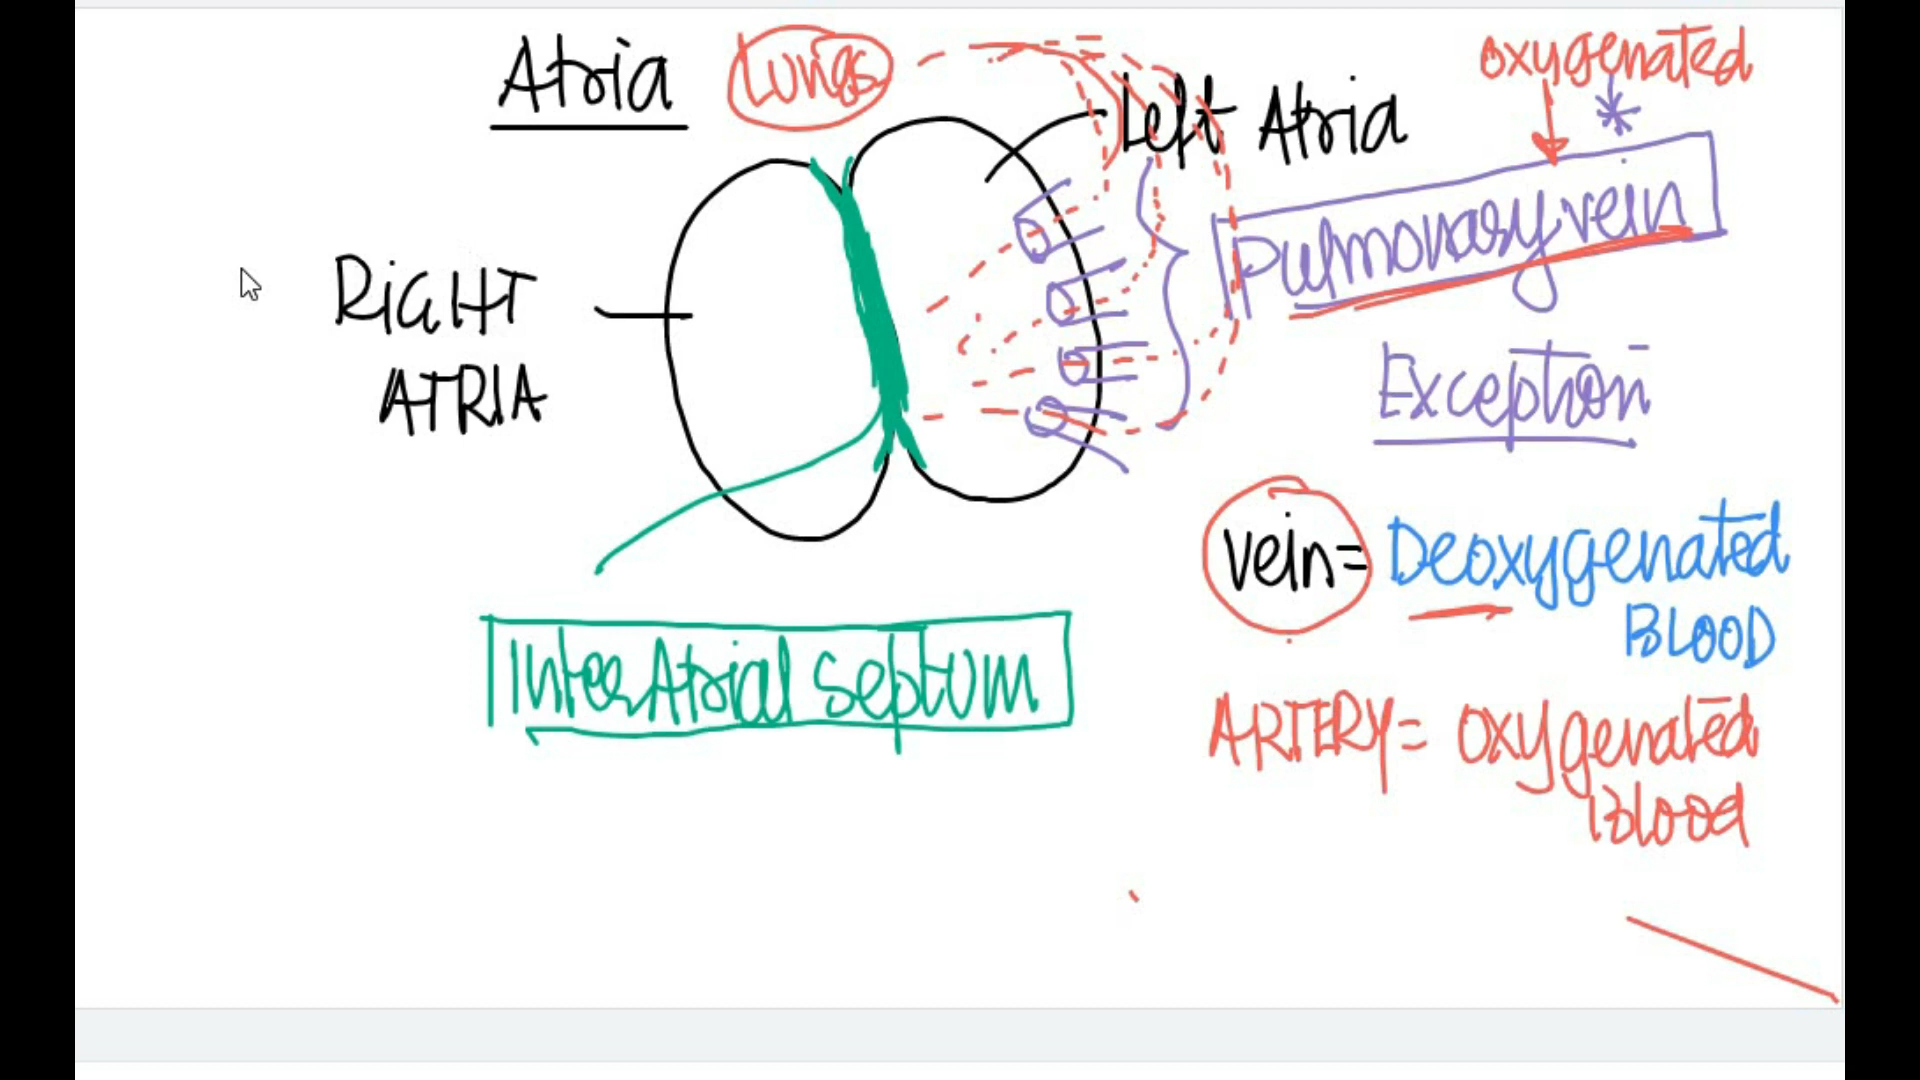 Atria
Lungs
Left Atria
oxygenated
*
Pulmonary vein
RIGHT
ATRIA
Exception
vein= Deoxygenated
BLOOD
InterAtrial septum
ARTERY= oxygenated
Blood